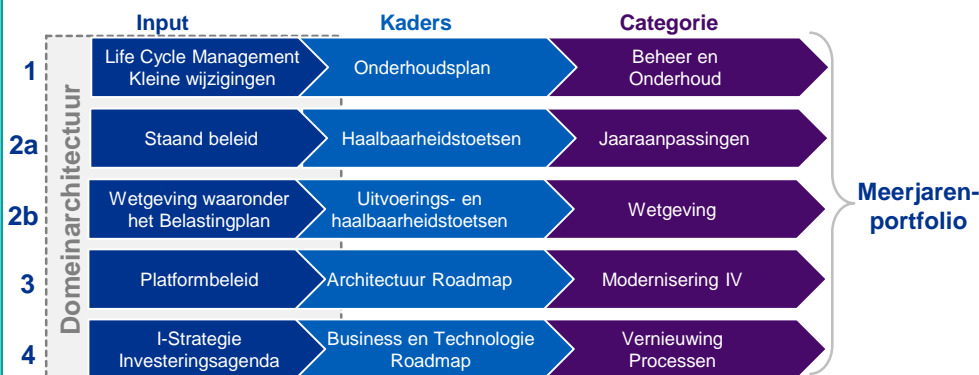 Input
Kaders
Categorie
Domeinarchitectuur
1
Life Cycle Management
Kleine wijzigingen
Onderhoudsplan
Beheer en
Onderhoud
2a
Staand beleid
Haalbaarheidstoetsen
Jaaraanpassingen
2b
Wetgeving waaronder
het Belastingplan
Uitvoerings- en
haalbaarheidstoetsen
Wetgeving
3
Platformbeleid
Architectuur Roadmap
Modernisering IV
4
I-Strategie
Investeringsagenda
Business en Technologie
Roadmap
Vernieuwing
Processen
Meerjaren-
portfolio